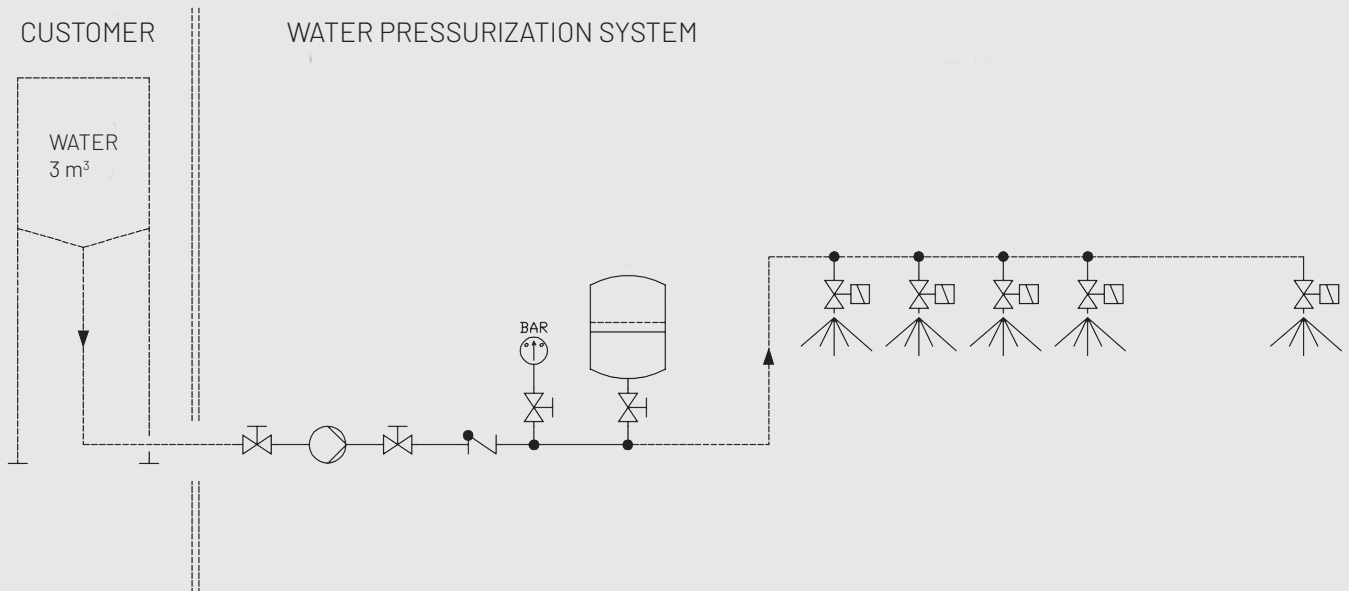 CUSTOMER
WATER PRESSURIZATION SYSTEM
WATER
3 m³
BAR